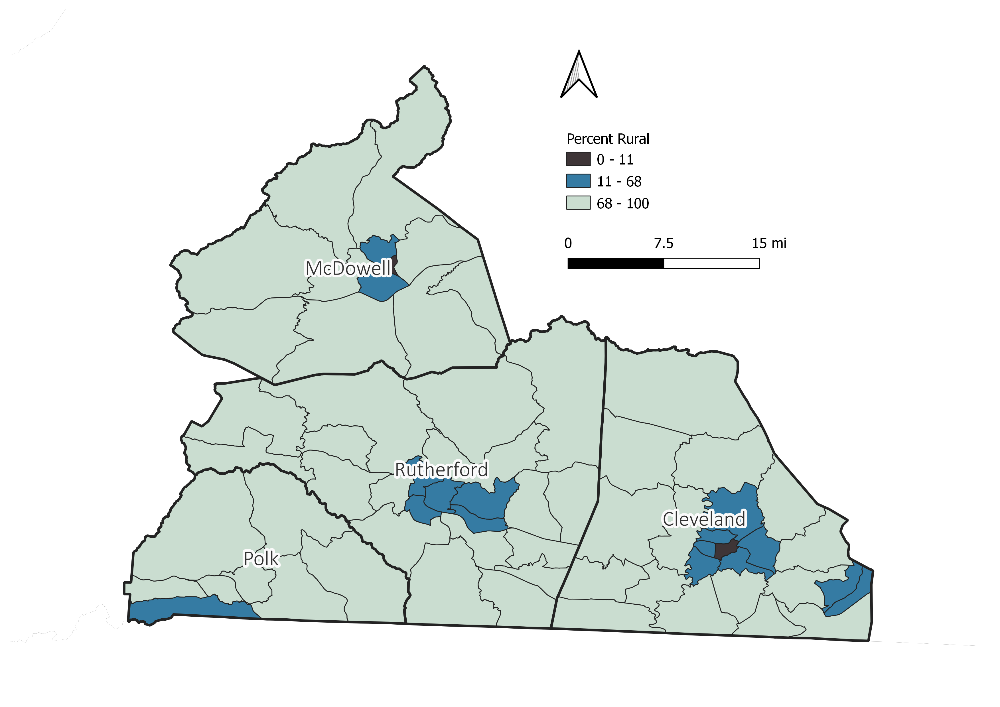 Percent Rural
0 - 11
11 - 68
68 - 100
0 7.5 15 mi
McDowell
Rutherford
Cleveland
Polk